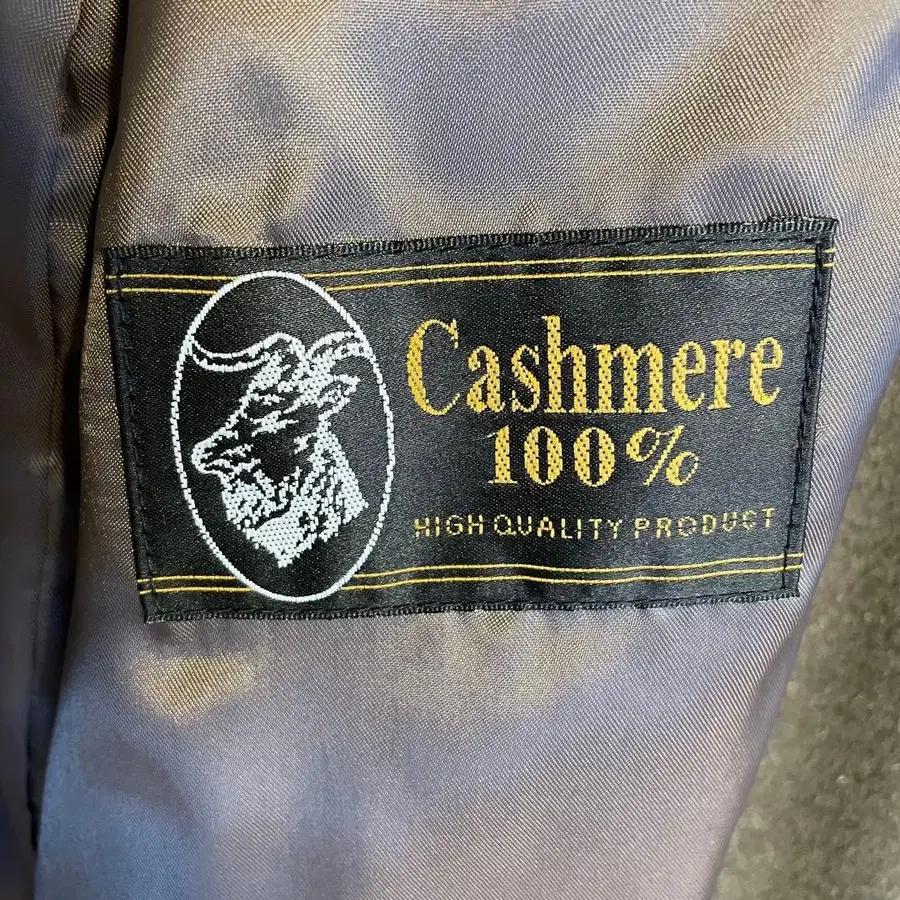 Cashmere
100%
HIGH QUALITY PRODUCT